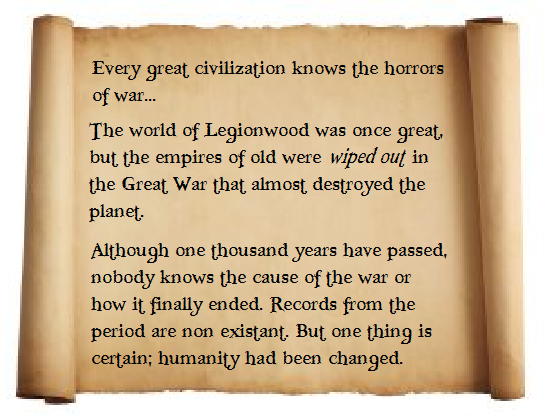 Every great civilization knows the horrors
of war...
The world of Legionwood was once great,
but the empires of old were wiped out in
the Great War that almost destroyed the
planet.
Although one thousand years have passed,
nobody knows the cause of the war or
how it finally ended. Records from the
period are non existant. But one thing is
certain; humanity had been changed.